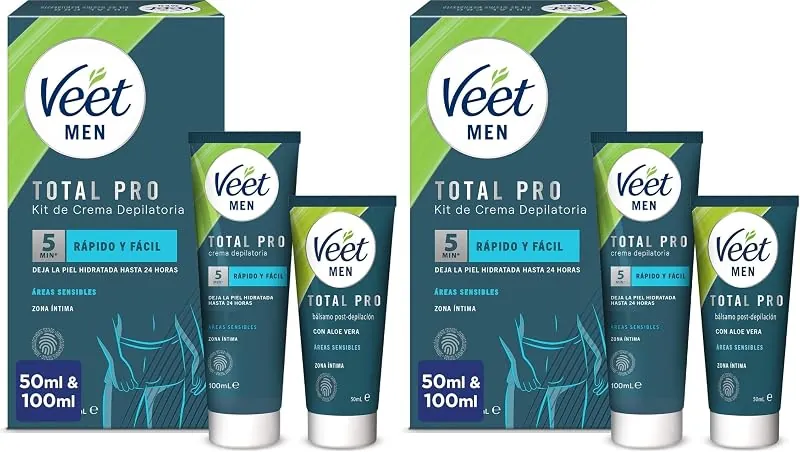 Veet
MEN
TOTAL PRO
Kit de Crema Depilatoria
5
MIN*
RÁPIDO Y FÁCIL
DEJA LA PIEL HIDRATADA HASTA 24 HORAS
ÁREAS SENSIBLES
ZONA ÍNTIMA
50ml &
100ml
Veet
MEN
TOTAL PRO
crema depilatoria
5
MIN*
RÁPIDO Y FÁCIL
DEJA LA PIEL HIDRATADA
HASTA 24 HORAS
ÁREAS SENSIBLES
ZONA ÍNTIMA
100mL℮
Veet
MEN
TOTAL PRO
bálsamo post-depilación
CON ALOE VERA
ÁREAS SENSIBLES
ZONA ÍNTIMA
50mL℮
Veet
MEN
TOTAL PRO
Kit de Crema Depilatoria
5
MIN*
RÁPIDO Y FÁCIL
DEJA LA PIEL HIDRATADA HASTA 24 HORAS
ÁREAS SENSIBLES
ZONA ÍNTIMA
50ml &
100ml
Veet
MEN
TOTAL PRO
crema depilatoria
5
MIN*
RÁPIDO Y FÁCIL
DEJA LA PIEL HIDRATADA
HASTA 24 HORAS
ÁREAS SENSIBLES
ZONA ÍNTIMA
100mL℮
Veet
MEN
TOTAL PRO
bálsamo post-depilación
CON ALOE VERA
ÁREAS SENSIBLES
ZONA ÍNTIMA
50mL℮